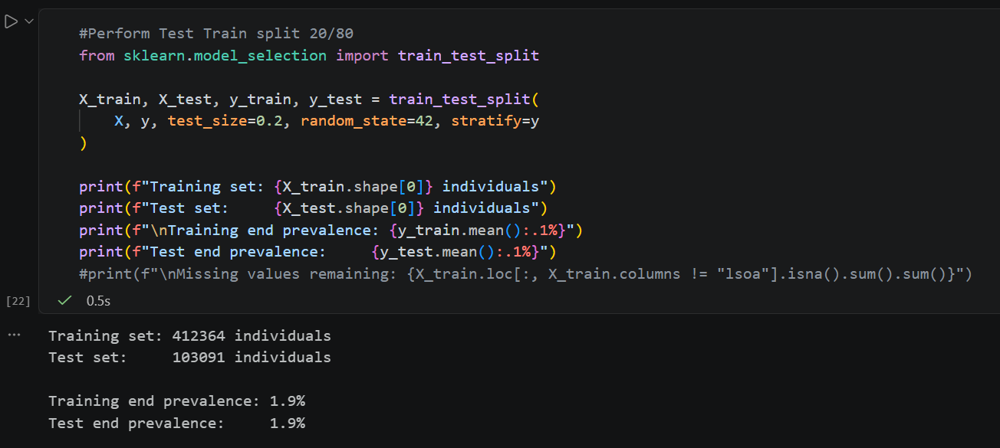 #Perform Test Train split 20/80
from sklearn.model_selection import train_test_split
X_train, X_test, y_train, y_test = train_test_split(
    X, y, test_size=0.2, random_state=42, stratify=y
)
print(f"Training set: {X_train.shape[0]} individuals")
print(f"Test set:     {X_test.shape[0]} individuals")
print(f"\nTraining end prevalence: {y_train.mean():.1%}")
print(f"Test end prevalence:     {y_test.mean():.1%}")
#print(f"\nMissing values remaining: {X_train.loc[:, X_train.columns != "lsoa"].isna().sum().sum()}")
[22] 0.5s
Training set: 412364 individuals
Test set:     103091 individuals
Training end prevalence: 1.9%
Test end prevalence:     1.9%